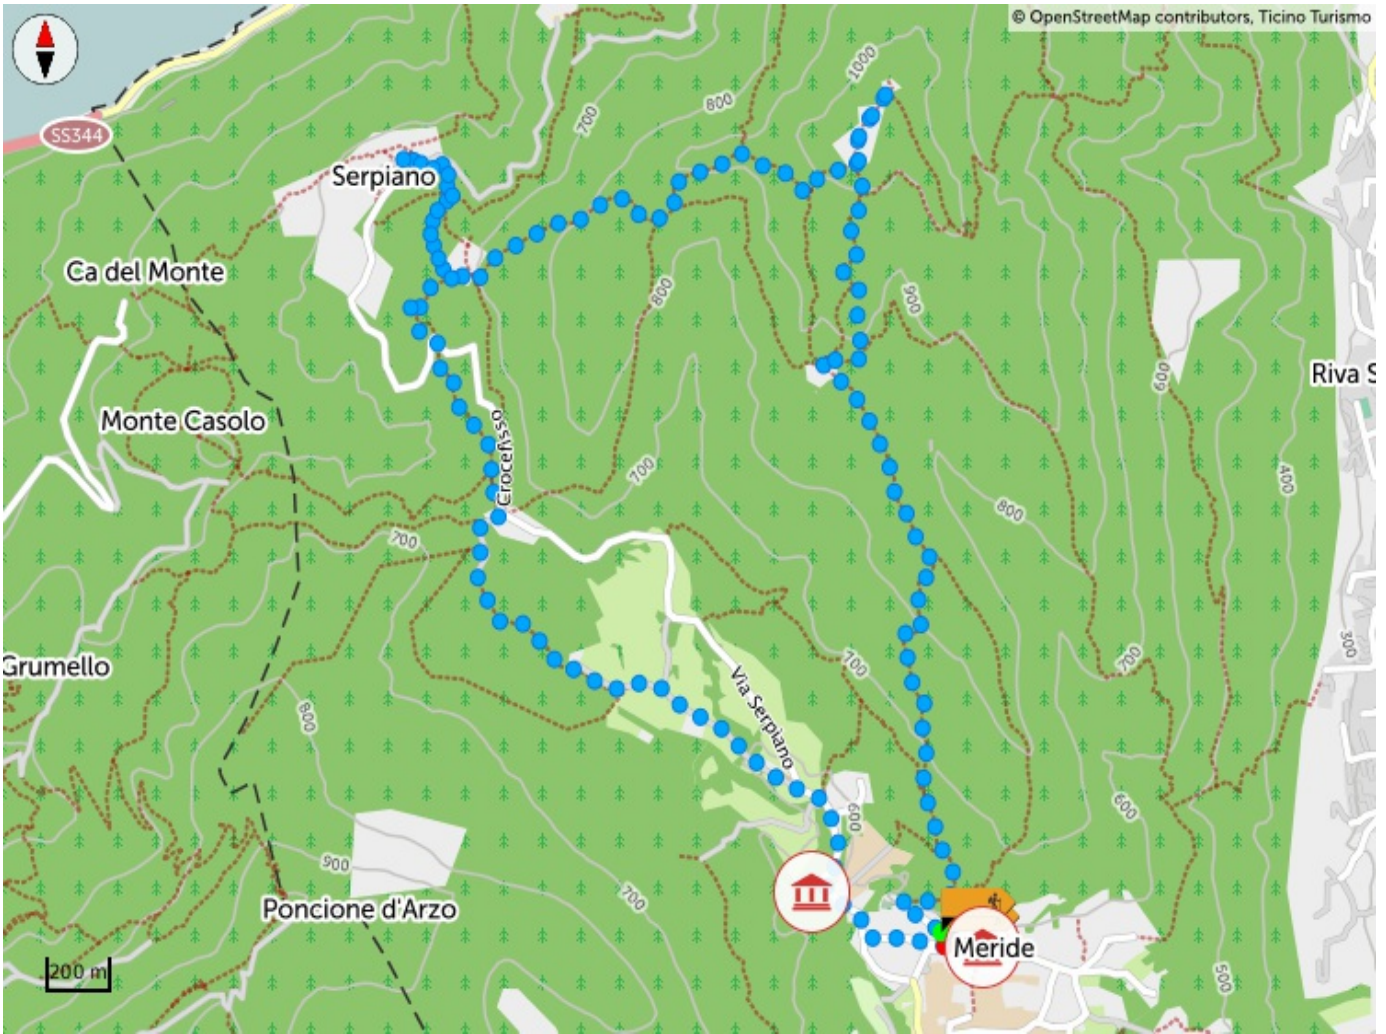 © OpenStreetMap contributors, Ticino Turismo
1000
800
700
SS344
Serpiano
Ca del Monte
800
900
600
Riva S
Monte Casolo
Crocefisso
700
400
800
700
Grumello
700
700
300
Via Serpiano
800
600
600
900
700
Poncione d'Arzo
Meride
200 m
500